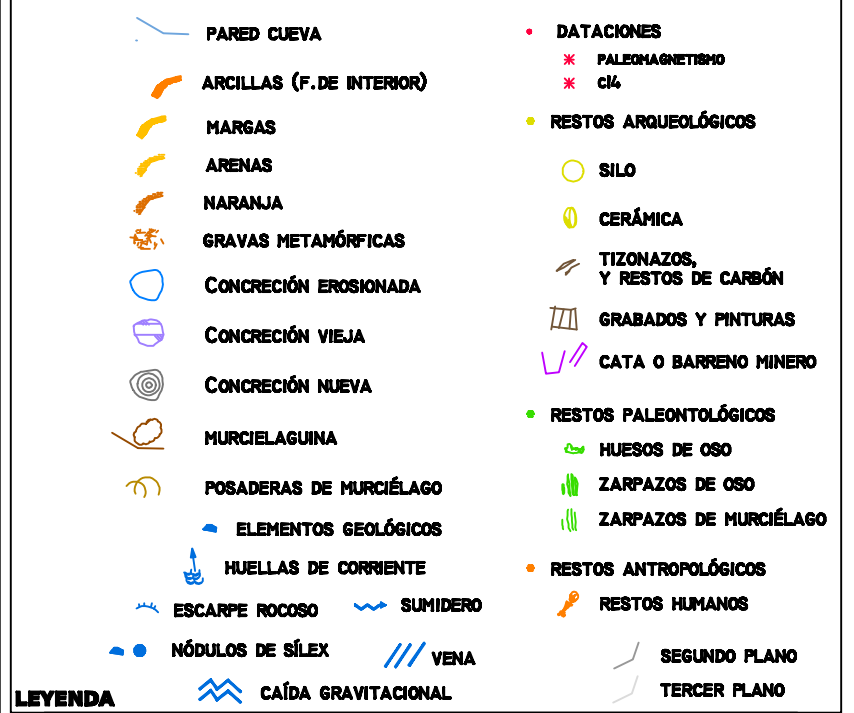 PARED CUEVA
ARCILLAS (F.DE INTERIOR)
MARGAS
ARENAS
NARANJA
GRAVAS METAMÓRFICAS
CONCRECIÓN EROSIONADA
CONCRECIÓN VIEJA
CONCRECIÓN NUEVA
MURCIELAGUINA
POSADERAS DE MURCIÉLAGO
ELEMENTOS GEOLÓGICOS
HUELLAS DE CORRIENTE
ESCARPE ROCOSO
SUMIDERO
NÓDULOS DE SÍLEX
VENA
CAÍDA GRAVITACIONAL
LEYENDA
DATACIONES
PALEOMAGNETISMO
C14
RESTOS ARQUEOLÓGICOS
SILO
CERÁMICA
TIZONAZOS,
Y RESTOS DE CARBÓN
GRABADOS Y PINTURAS
CATA O BARRENO MINERO
RESTOS PALEONTOLÓGICOS
HUESOS DE OSO
ZARPAZOS DE OSO
ZARPAZOS DE MURCIÉLAGO
RESTOS ANTROPOLÓGICOS
RESTOS HUMANOS
SEGUNDO PLANO
TERCER PLANO